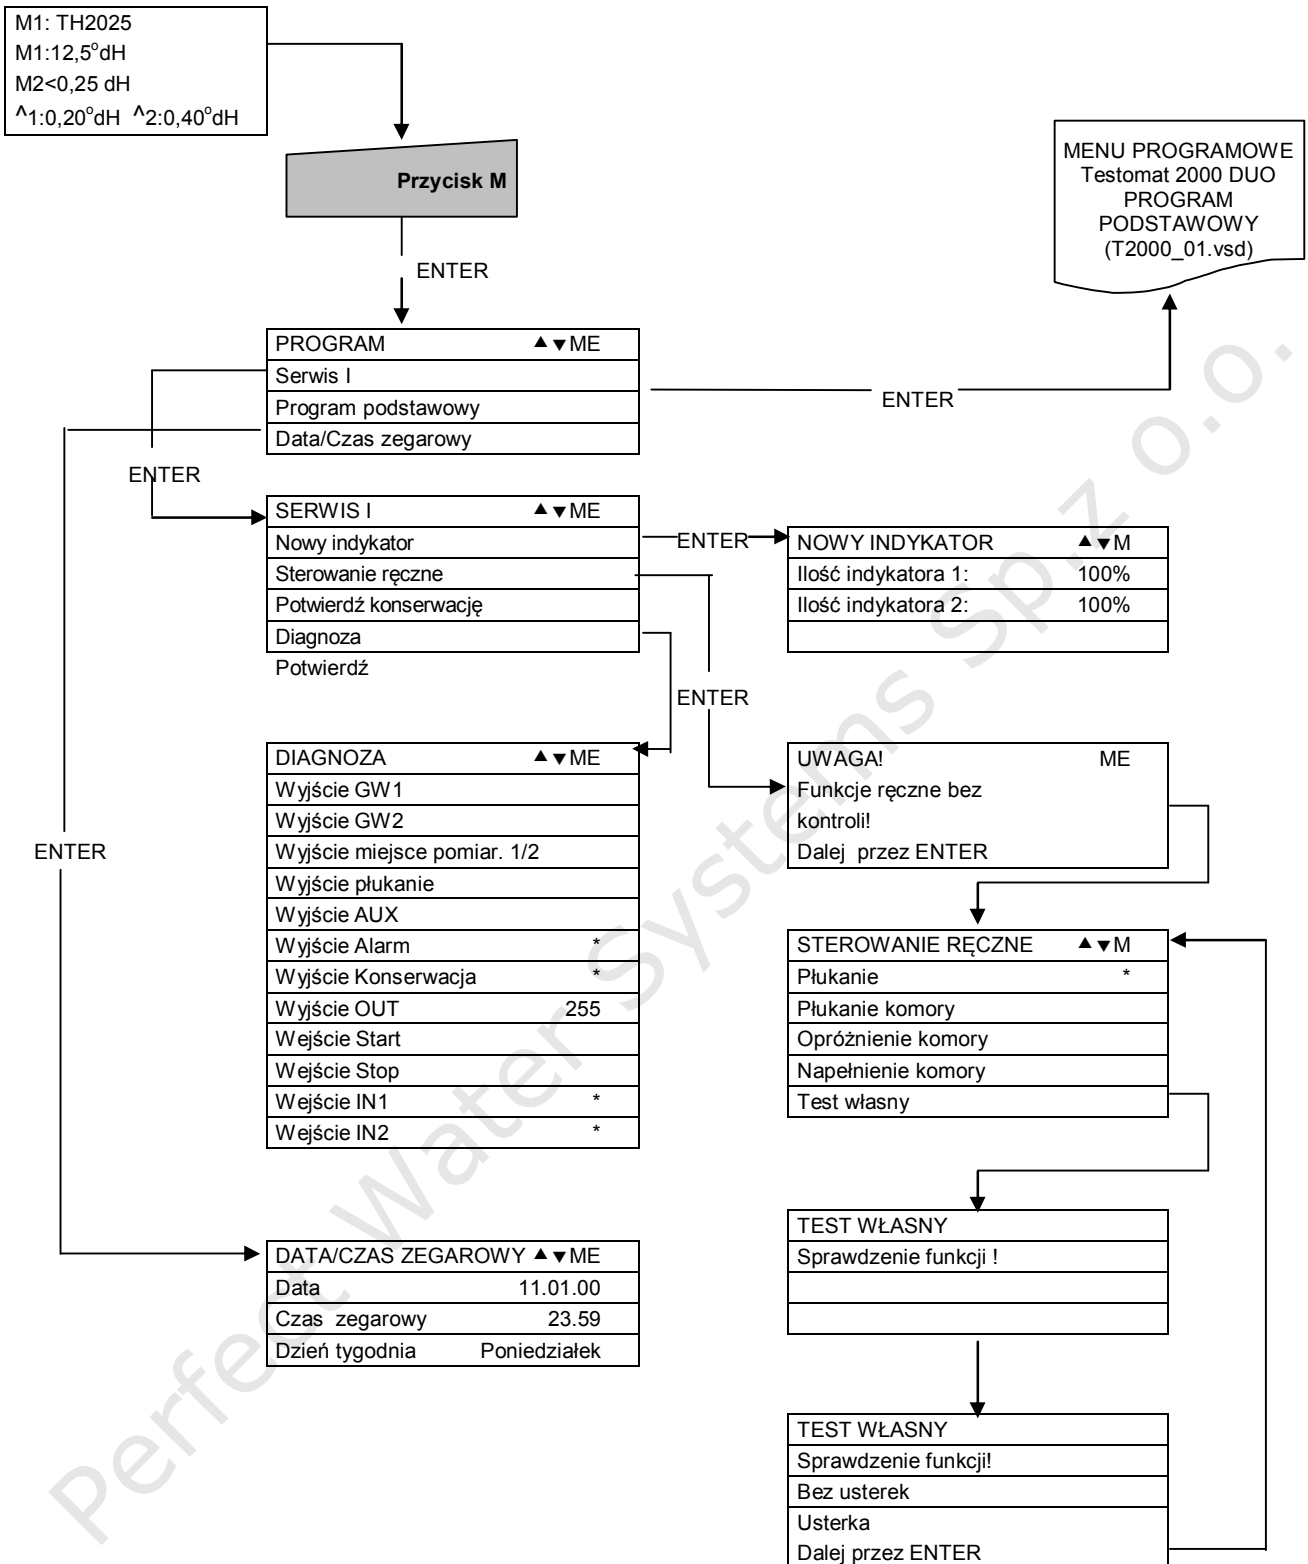 M1: TH2025
M1:12,5°dH
M2<0,25 dH
^1:0,20°dH ^2:0,40°dH
Przycisk M
MENU PROGRAMOWE
Testomat 2000 DUO
PROGRAM
PODSTAWOWY
(T2000_01.vsd)
ENTER
PROGRAM ▲▼ME
Serwis I
Program podstawowy
Data/Czas zegarowy
ENTER
ENTER
SERWIS I ▲▼ME
Nowy indykator
Sterowanie ręczne
Potwierdź konserwację
Diagnoza
Potwierdź
ENTER
NOWY INDYKATOR ▲▼M
Ilość indykatora 1: 100%
Ilość indykatora 2: 100%
ENTER
DIAGNOZA ▲▼ME
Wyjście GW1
Wyjście GW2
Wyjście miejsce pomiar. 1/2
Wyjście płukanie
Wyjście AUX
Wyjście Alarm *
Wyjście Konserwacja *
Wyjście OUT 255
Wejście Start
Wejście Stop
Wejście IN1 *
Wejście IN2 *
UWAGA! ME
Funkcje ręczne bez
kontroli!
Dalej przez ENTER
ENTER
STEROWANIE RĘCZNE ▲▼M
Płukanie *
Płukanie komory
Opróżnienie komory
Napełnienie komory
Test własny
TEST WŁASNY
Sprawdzenie funkcji !
DATA/CZAS ZEGAROWY ▲▼ME
Data 11.01.00
Czas zegarowy 23.59
Dzień tygodnia Poniedziałek
TEST WŁASNY
Sprawdzenie funkcji!
Bez usterek
Usterka
Dalej przez ENTER
Perfect Water Systems Sp.z o.o.